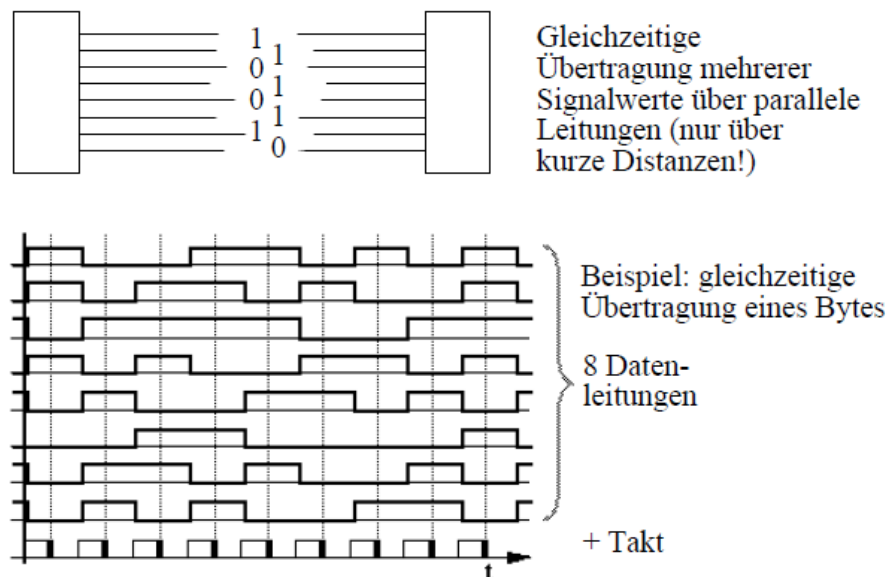 1
1
0
1
0
1
1
0
Gleichzeitige
Übertragung mehrerer
Signalwerte über parallele
Leitungen (nur über
kurze Distanzen!)
Beispiel: gleichzeitige
Übertragung eines Bytes
8 Daten-
leitungen
+ Takt
t